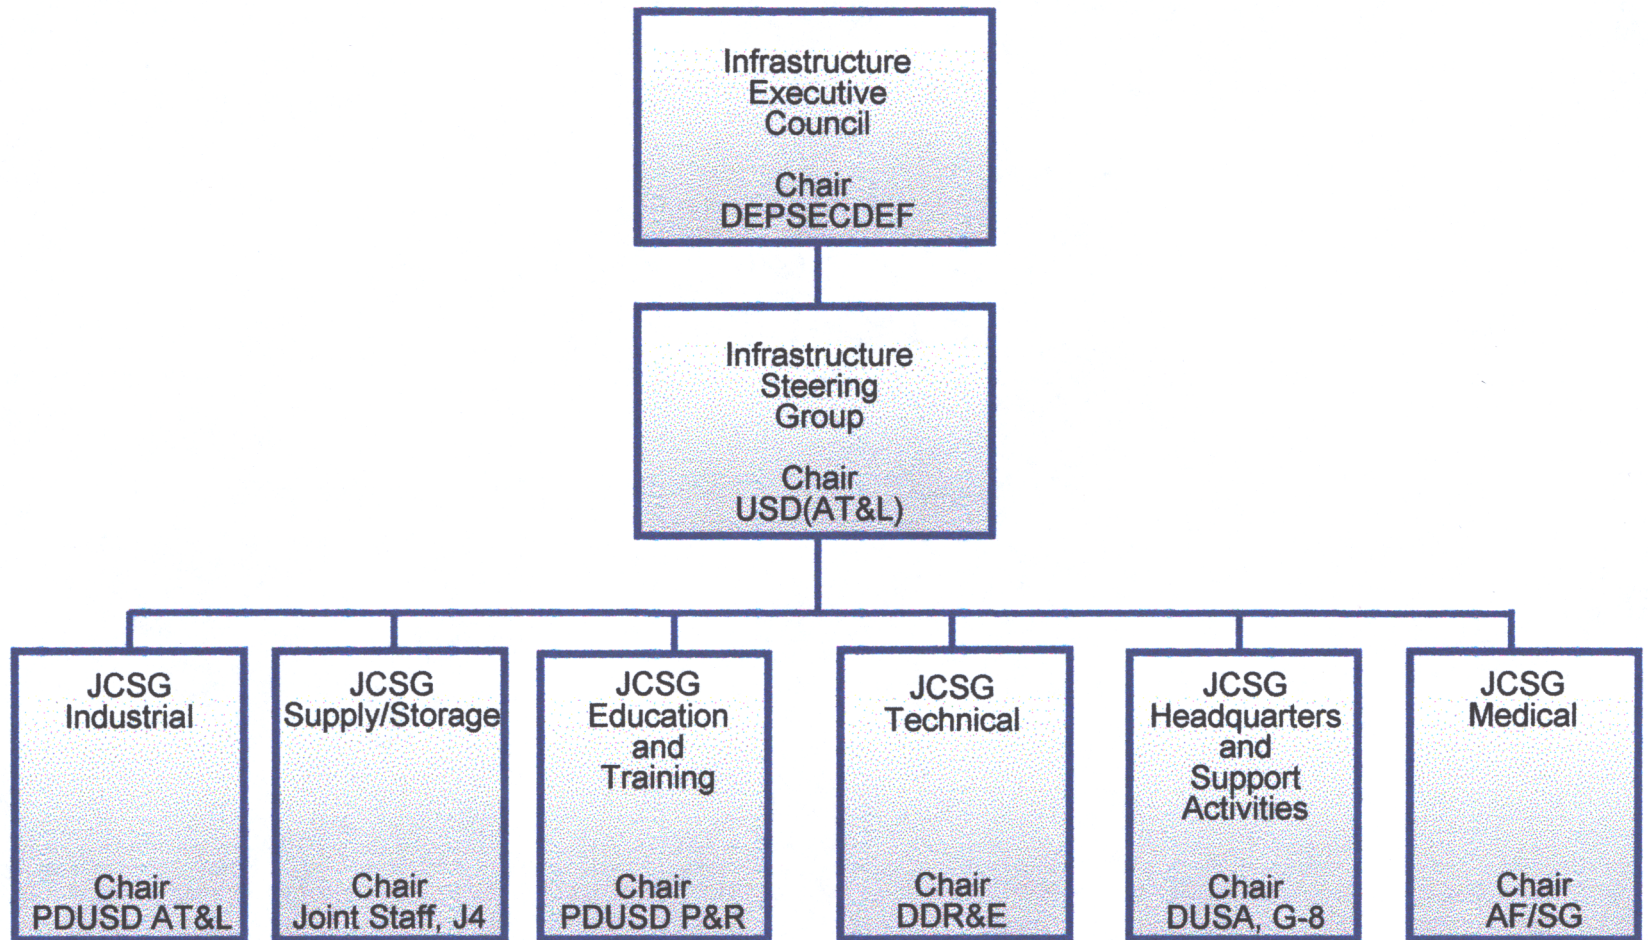 Infrastructure
Executive
Council
Chair
DEPSECDEF
Infrastructure
Steering
Group
Chair
USD(AT&L)
JCSG
Industrial
Chair
PDUSD AT&L
JCSG
Supply/Storage
Chair
Joint Staff, J4
JCSG
Education
and
Training
Chair
PDUSD P&R
JCSG
Technical
Chair
DDR&E
JCSG
Headquarters
and
Support
Activities
Chair
DUSA, G-8
JCSG
Medical
Chair
AF/SG